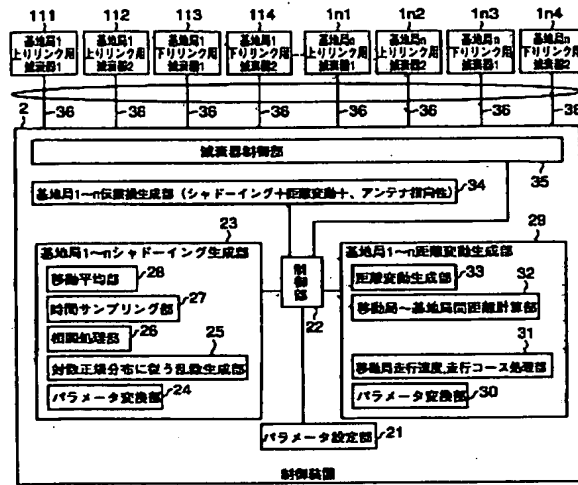 111 112 113 114 1n1 1n2 1n3 1n4
基地局1 上りリンク用 減衰器1
基地局1 上りリンク用 減衰器2
基地局1 下りリンク用 減衰器1
基地局1 下りリンク用 減衰器2
基地局n 上りリンク用 減衰器1
基地局n 上りリンク用 減衰器2
基地局n 下りリンク用 減衰器1
基地局n 下りリンク用 減衰器2
36 36 36 36 36 36 36 36
2
減衰器制御部
35
基地局1~n伝搬損生成部(シャドーイング+距離変動+、アンテナ指向性)
34
23
基地局1~nシャドーイング生成部
移動平均部
28
時間サンプリング部
27
相関処理部
26
25
対数正規分布に従う乱数生成部
パラメータ変換部
24
制御部
22
29
基地局1~n距離変動生成部
距離変動生成部
33
32
移動局~基地局間距離計算部
31
移動局走行速度,走行コース処理部
パラメータ変換部
30
パラメータ設定部
21
制御装置